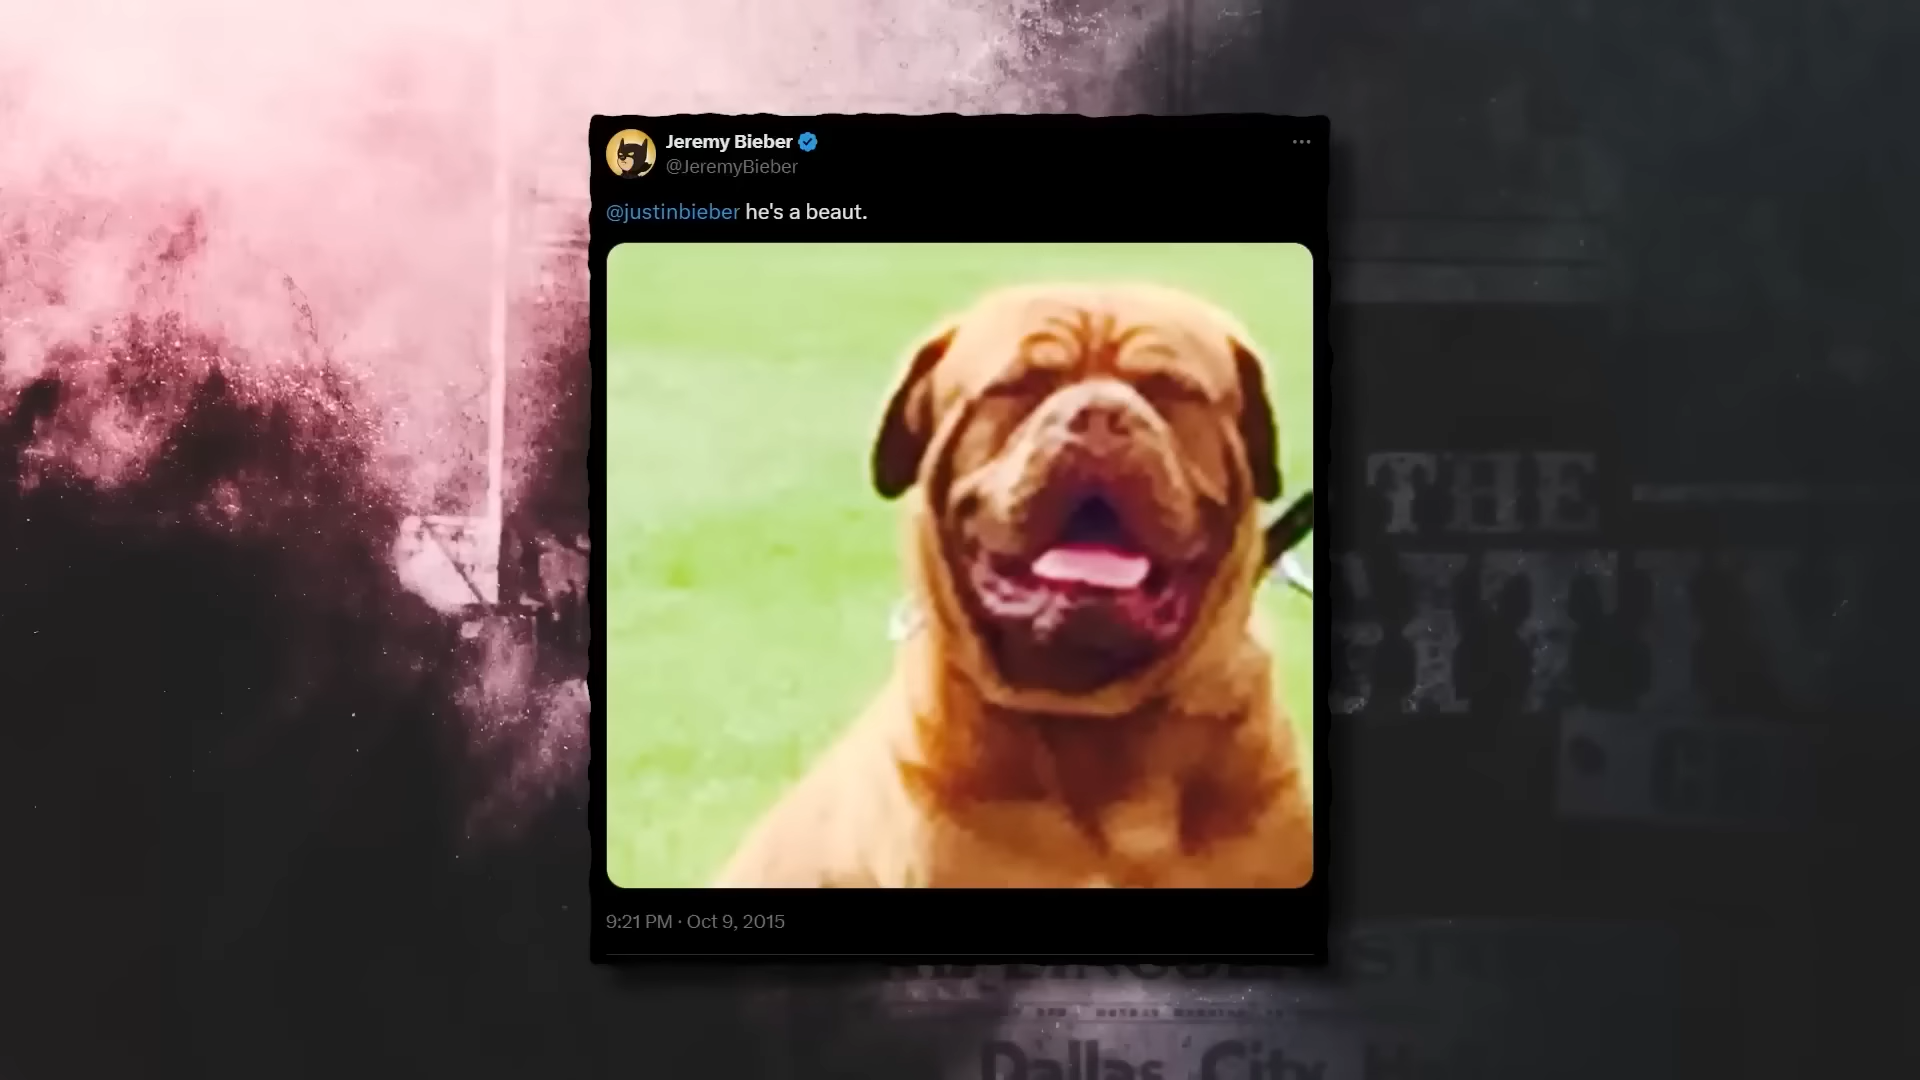 Jeremy Bieber
@JeremyBieber
@justinbieber he's a beaut.
9:21 PM · Oct 9, 2015
THE
Dallas City